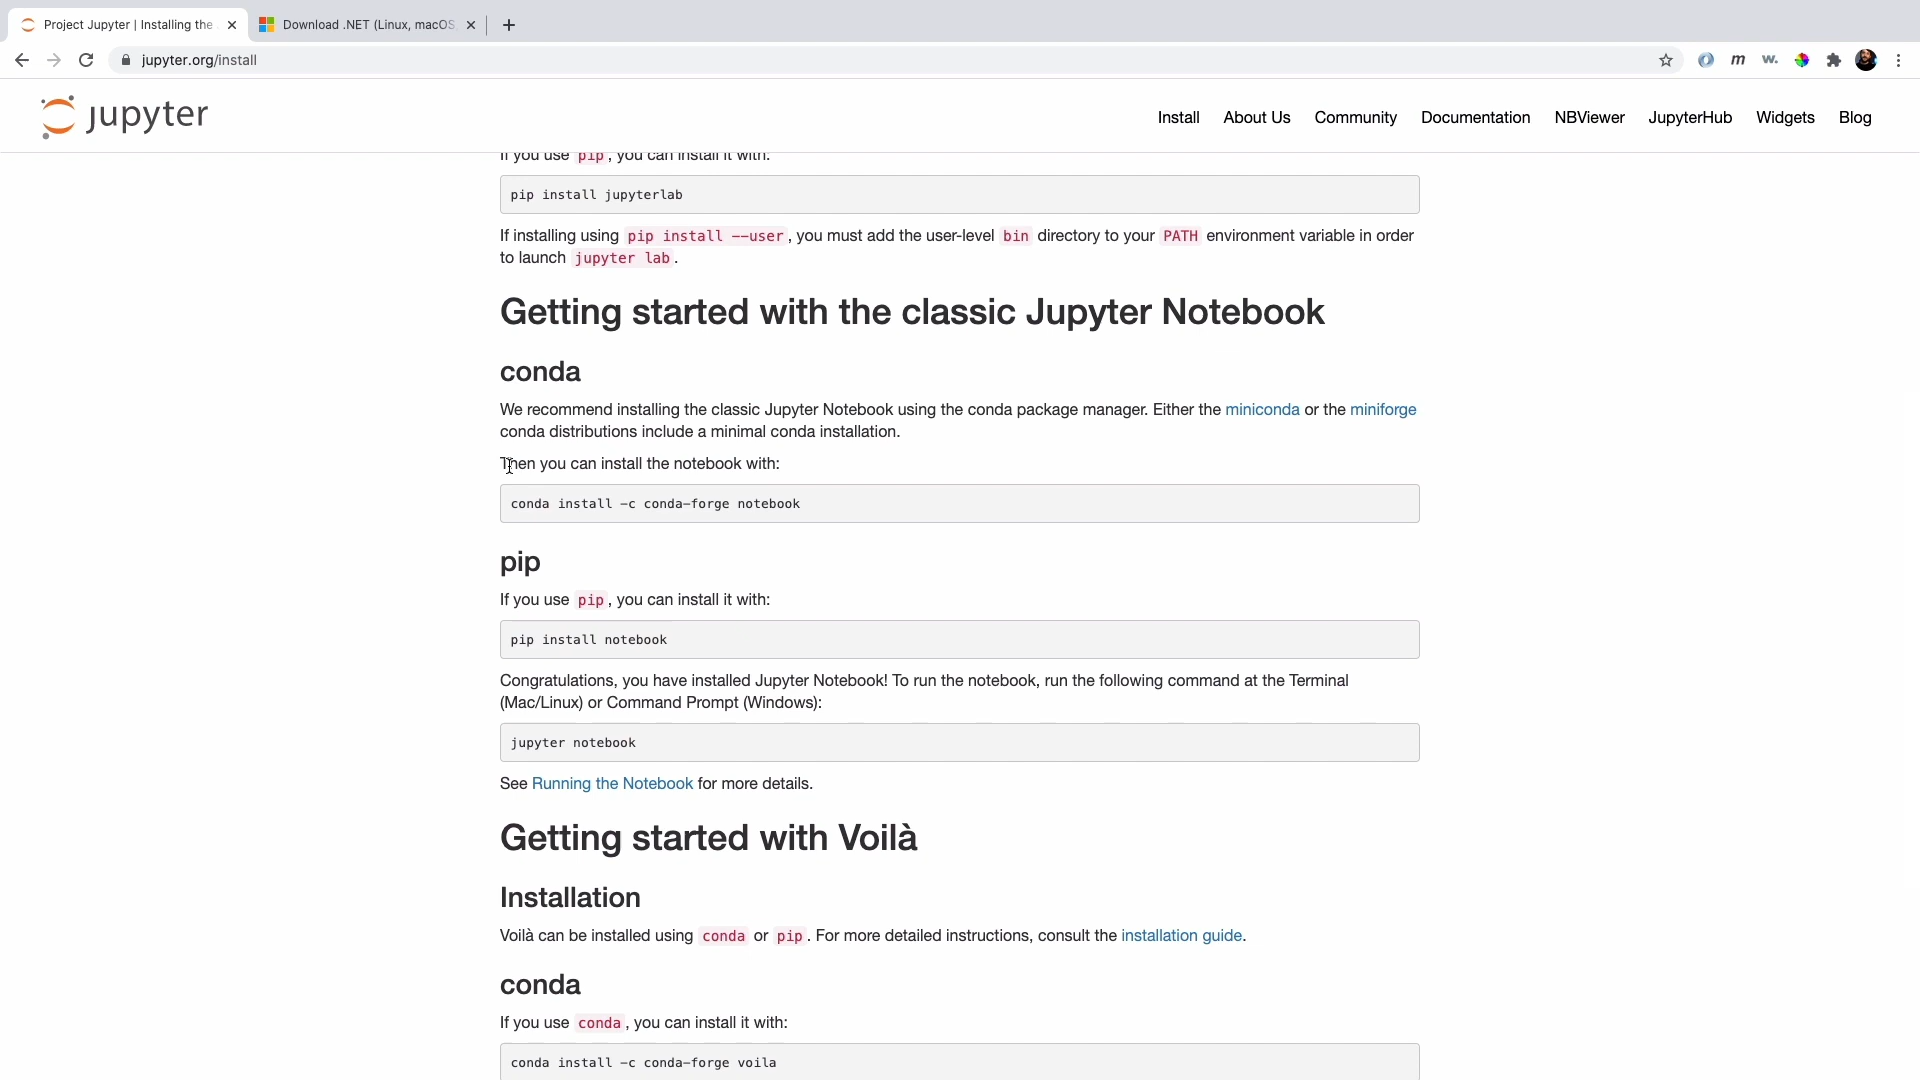 Project Jupyter | Installing the
Download .NET (Linux, macOS,
jupyter.org/install
m
w.
jupyter
Install About Us Community Documentation NBViewer JupyterHub Widgets Blog
If you use pip, you can install it with:
pip install jupyterlab
If installing using pip install --user, you must add the user-level bin directory to your PATH environment variable in order
to launch jupyter lab.
Getting started with the classic Jupyter Notebook
conda
We recommend installing the classic Jupyter Notebook using the conda package manager. Either the miniconda or the miniforge
conda distributions include a minimal conda installation.
Then you can install the notebook with:
conda install -c conda-forge notebook
pip
If you use pip, you can install it with:
pip install notebook
Congratulations, you have installed Jupyter Notebook! To run the notebook, run the following command at the Terminal
(Mac/Linux) or Command Prompt (Windows):
jupyter notebook
See Running the Notebook for more details.
Getting started with Voilà
Installation
Voilà can be installed using conda or pip. For more detailed instructions, consult the installation guide.
conda
If you use conda, you can install it with:
conda install -c conda-forge voila